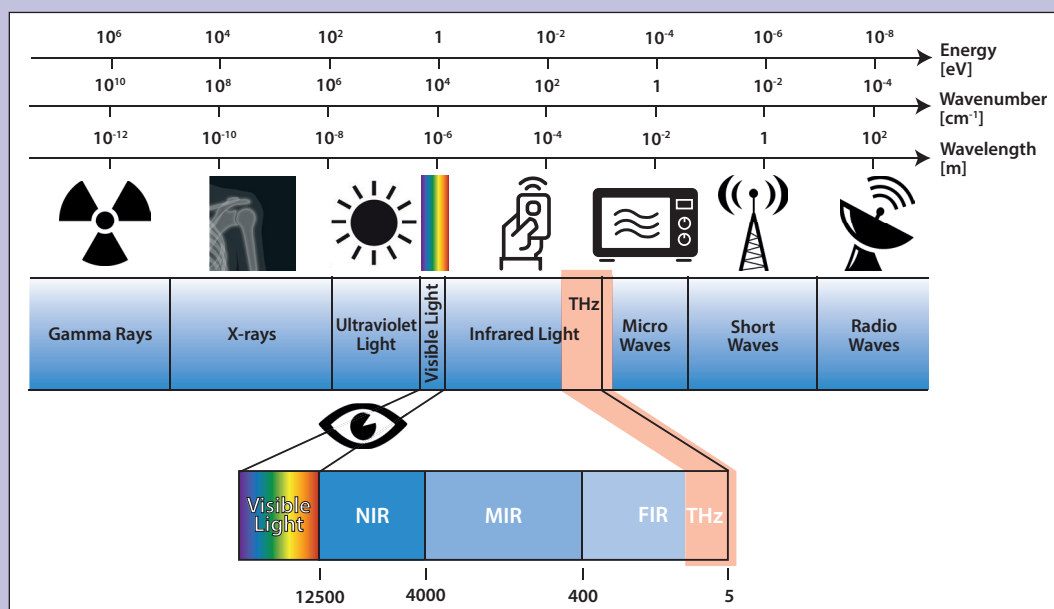 10⁶ 10⁴ 10² 1 10⁻² 10⁻⁴ 10⁻⁶ 10⁻⁸
Energy
[eV]
10¹⁰ 10⁸ 10⁶ 10⁴ 10² 1 10⁻² 10⁻⁴
Wavenumber
[cm⁻¹]
10⁻¹² 10⁻¹⁰ 10⁻⁸ 10⁻⁶ 10⁻⁴ 10⁻² 1 10²
Wavelength
[m]
Gamma Rays
X-rays
Ultraviolet
Light
Visible Light
Infrared Light
THz
Micro
Waves
Short
Waves
Radio
Waves
Visible
Light
NIR
MIR
FIR
THz
12500 4000 400 5